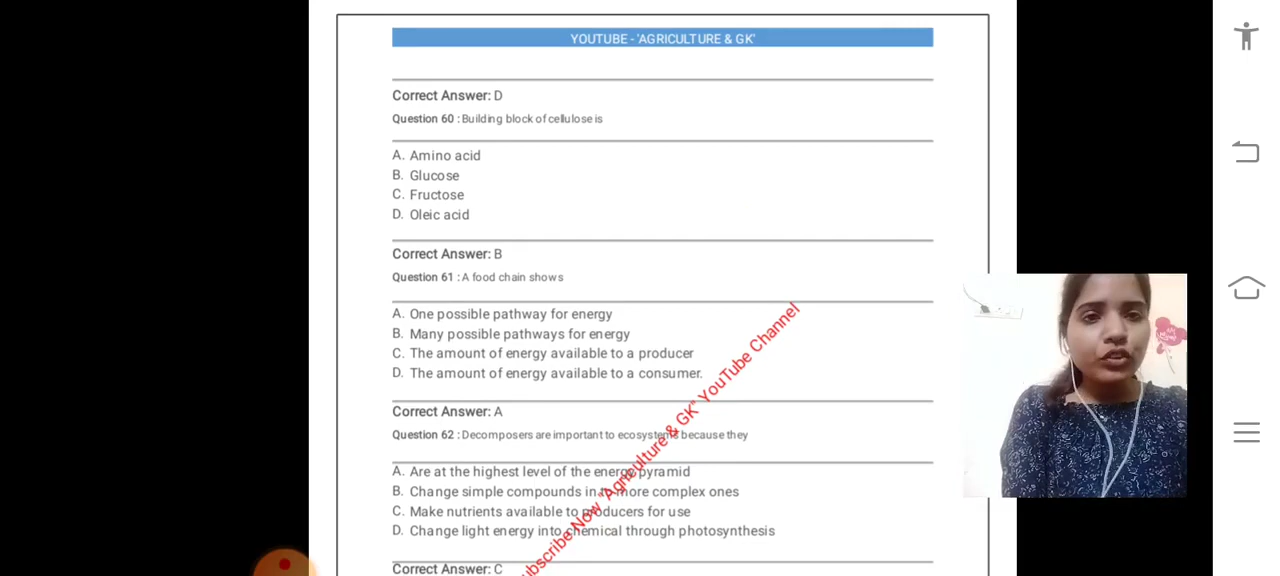 YOUTUBE - 'AGRICULTURE & GK'
Correct Answer: D
Question 60 : Building block of cellulose is
A. Amino acid
B. Glucose
C. Fructose
D. Oleic acid
Correct Answer: B
Question 61 : A food chain shows
A. One possible pathway for energy
B. Many possible pathways for energy
C. The amount of energy available to a producer
D. The amount of energy available to a consumer.
Correct Answer: A
Question 62 : Decomposers are important to ecosystems because they
A. Are at the highest level of the energy pyramid
B. Change simple compounds in to more complex ones
C. Make nutrients available to producers for use
D. Change light energy into chemical through photosynthesis
Correct Answer: C
ubscribe Now "Agriculture & GK" YouTube Channel